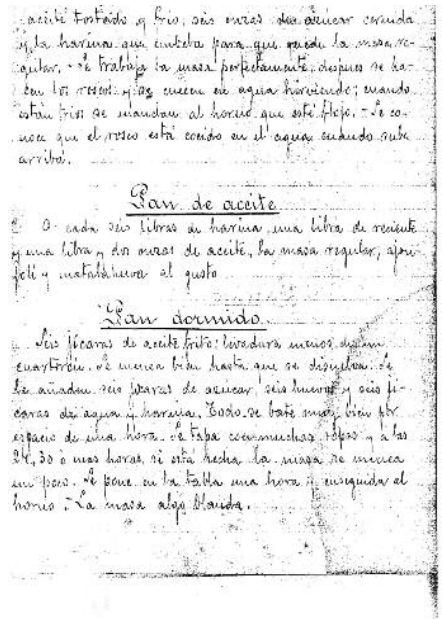 aceite tostado y frio, seis onzas de azucar cernida
y la harina que embeba para que quede la masa re-
gular. - Se trabaja la masa perfectamente, despues se ha-
cen los roscos y se cuecen en agua hirviendo; cuando
están frios se mandan al horno que esté flojo. - Se co-
noce que el rosco está cocido en el agua cuando sube
arriba.
Pan de aceite
A cada seis libras de harina, una libra de reciente
y una libra y dos onzas de aceite, la masa regular, ajon-
jolí y matalahuva al gusto.
Pan dormido.
Seis jícaras de aceite frito: levadura menos de un
cuarterón. Se menea bien hasta que se disuelva. Se
le añaden seis jicaras de azucar, seis huevos y seis jí-
caras de agua y harina. Todo se bate muy bien por
espacio de una hora. Se tapa con muchas ropas y a las
24, 30 ó mas horas, si está hecha la masa se menea
un poco. Se pone en la tabla una hora y enseguida al
horno. - La masa algo blanda.